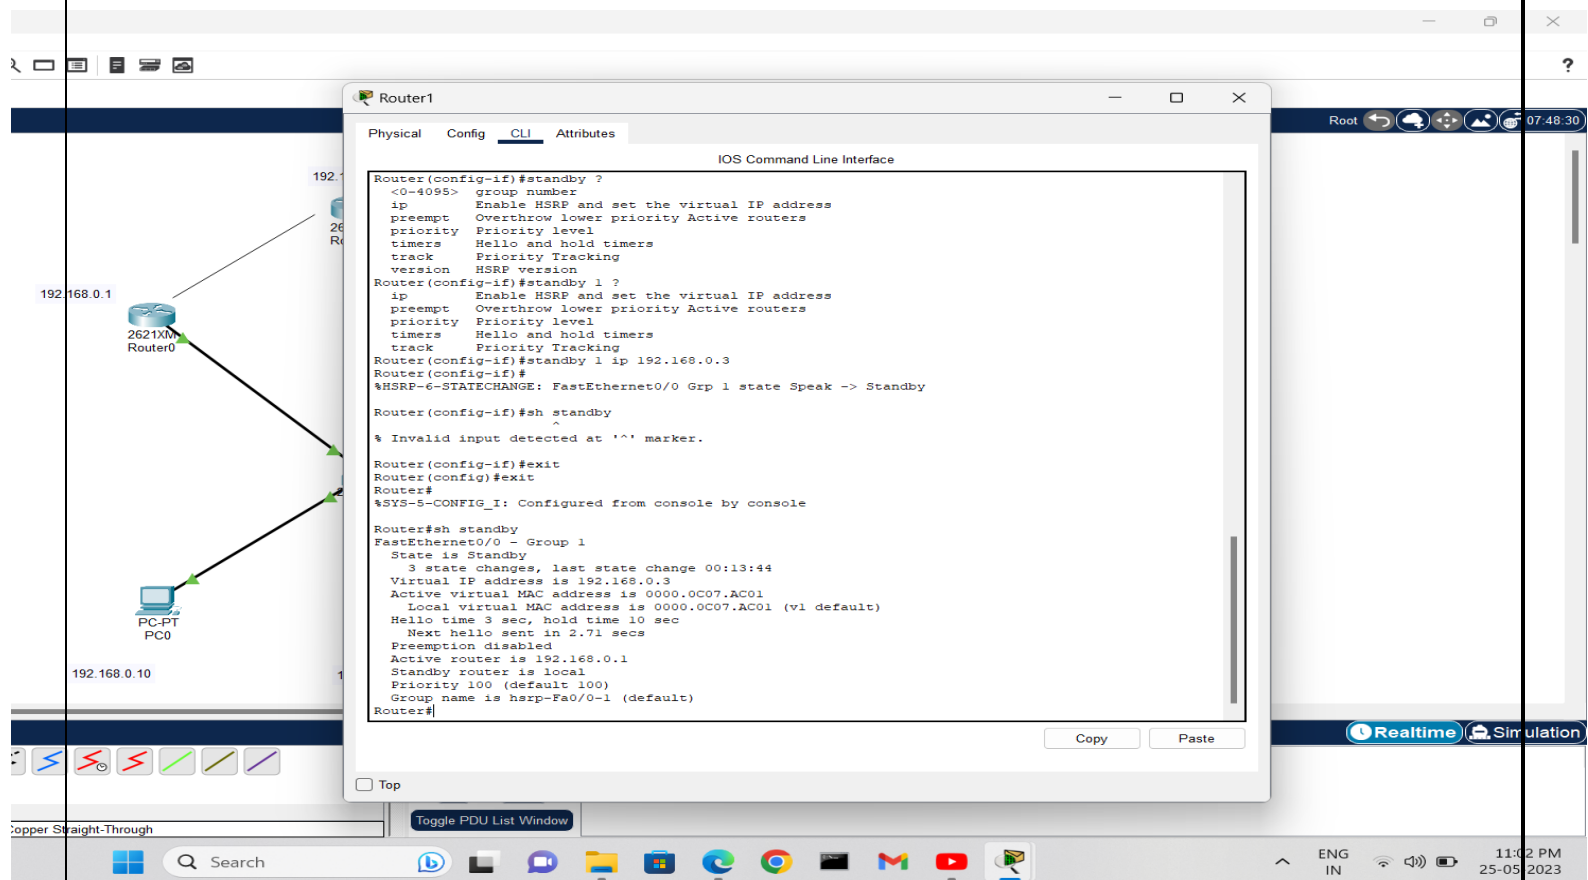 Router1
Physical Config CLI Attributes
IOS Command Line Interface
Router(config-if)#standby ?
<0-4095> group number
ip Enable HSRP and set the virtual IP address
preempt Overthrow lower priority Active routers
priority Priority level
timers Hello and hold timers
track Priority Tracking
version HSRP version
Router(config-if)#standby 1 ?
ip Enable HSRP and set the virtual IP address
preempt Overthrow lower priority Active routers
priority Priority level
timers Hello and hold timers
track Priority Tracking
Router(config-if)#standby 1 ip 192.168.0.3
Router(config-if)#
%HSRP-6-STATECHANGE: FastEthernet0/0 Grp 1 state Speak -> Standby
Router(config-if)#sh standby
^
% Invalid input detected at '^' marker.
Router(config-if)#exit
Router(config)#exit
Router#
%SYS-5-CONFIG_I: Configured from console by console
Router#sh standby
FastEthernet0/0 - Group 1
State is Standby
3 state changes, last state change 00:13:44
Virtual IP address is 192.168.0.3
Active virtual MAC address is 0000.0C07.AC01
Local virtual MAC address is 0000.0C07.AC01 (v1 default)
Hello time 3 sec, hold time 10 sec
Next hello sent in 2.71 secs
Preemption disabled
Active router is 192.168.0.1
Standby router is local
Priority 100 (default 100)
Group name is hsrp-Fa0/0-1 (default)
Router#
Copy Paste
Top
?
Root 07:48:30
192.168.0.1
2621XM
Router0
PC-PT
PC0
192.168.0.10
Realtime Simulation
Toggle PDU List Window
Copper Straight-Through
Search
ENG
IN
11:02 PM
25-05-2023